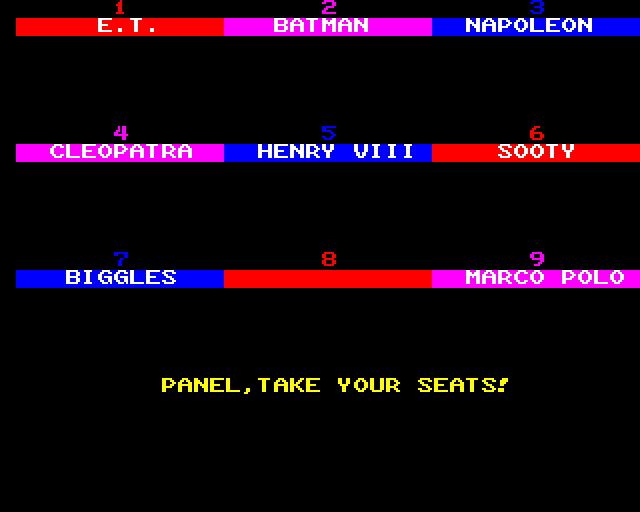 1 2 3
E.T. BATMAN NAPOLEON
4 5 6
CLEOPATRA HENRY VIII SOOTY
7 8 9
BIGGLES MARCO POLO
PANEL,TAKE YOUR SEATS!